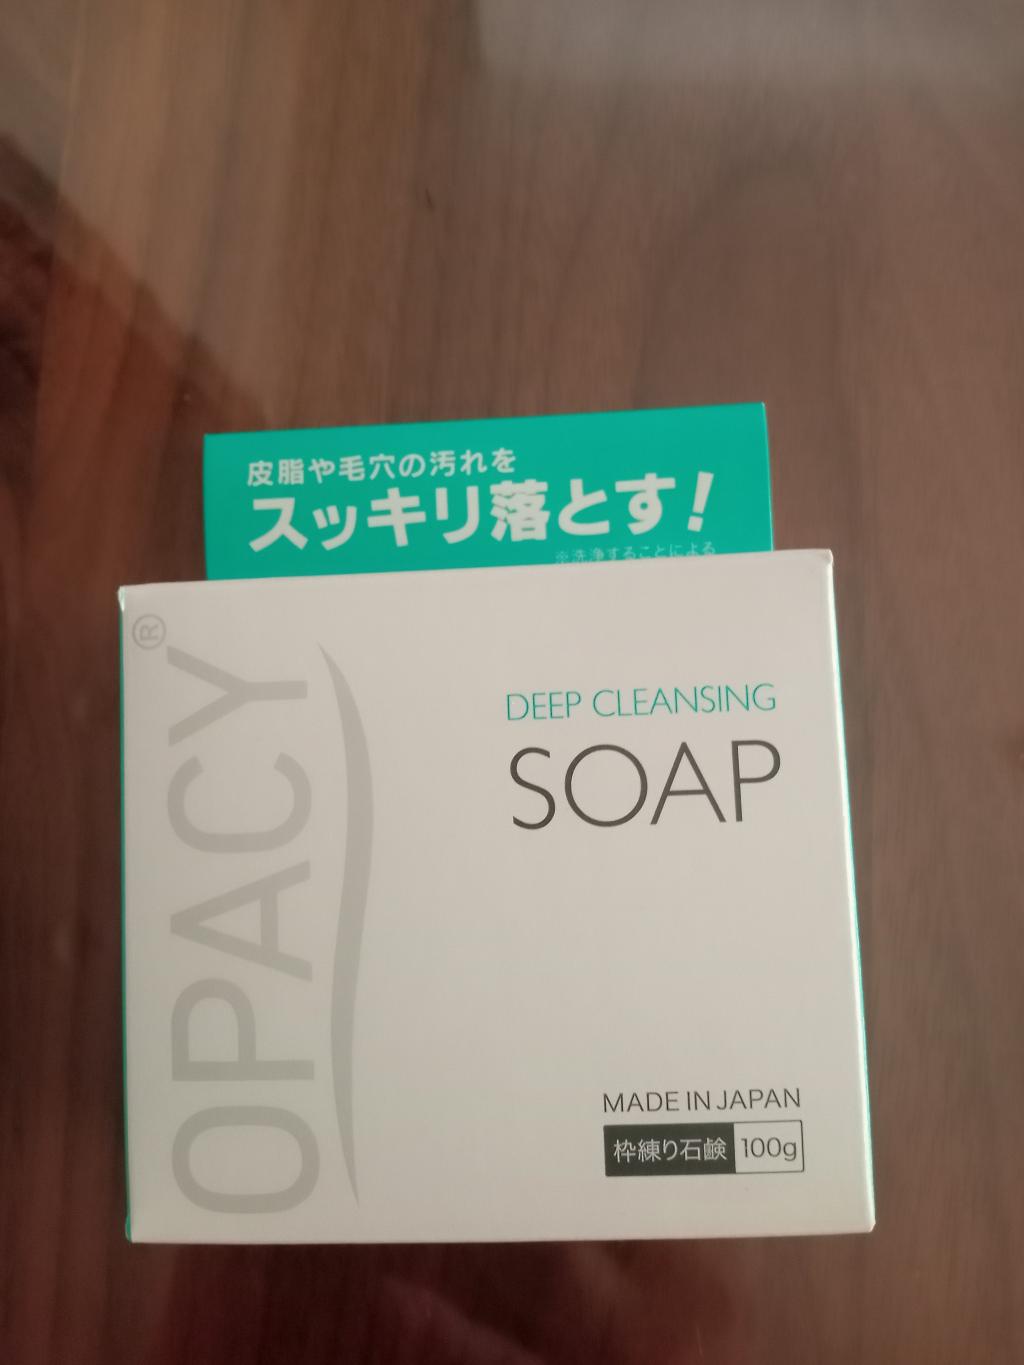 皮脂や毛穴の汚れを
スッキリ落とす!
※洗浄することによる
OPACY®
DEEP CLEANSING
SOAP
MADE IN JAPAN
枠練り石鹸 100g